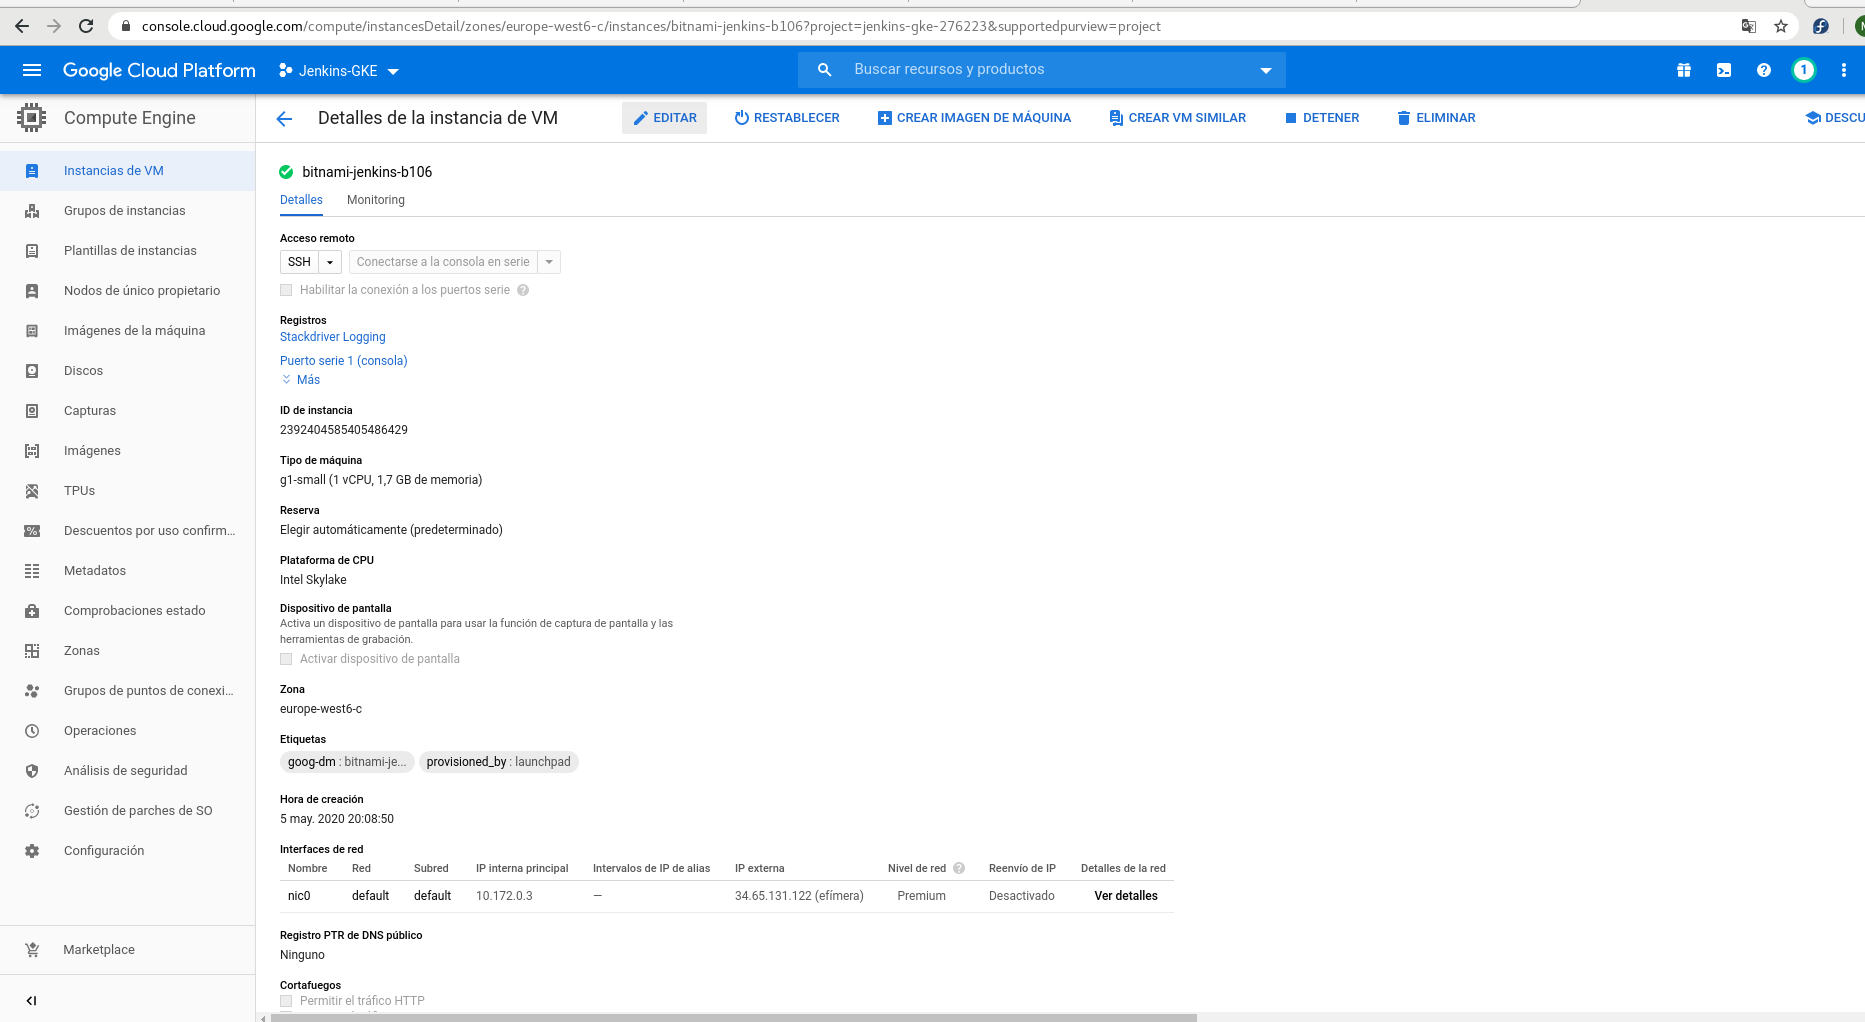 console.cloud.google.com/compute/instancesDetail/zones/europe-west6-c/instances/bitnami-jenkins-b106?project=jenkins-gke-276223&supportedpurview=project
Google Cloud Platform
Jenkins-GKE
Buscar recursos y productos
1
Compute Engine
Detalles de la instancia de VM
EDITAR
RESTABLECER
CREAR IMAGEN DE MÁQUINA
CREAR VM SIMILAR
DETENER
ELIMINAR
DESCU
Instancias de VM
Grupos de instancias
Plantillas de instancias
Nodos de único propietario
Imágenes de la máquina
Discos
Capturas
Imágenes
TPUs
Descuentos por uso confirm...
Metadatos
Comprobaciones estado
Zonas
Grupos de puntos de conexi...
Operaciones
Análisis de seguridad
Gestión de parches de SO
Configuración
Marketplace
bitnami-jenkins-b106
Detalles Monitoring
Acceso remoto
SSH Conectarse a la consola en serie
Habilitar la conexión a los puertos serie
Registros
Stackdriver Logging
Puerto serie 1 (consola)
Más
ID de instancia
2392404585405486429
Tipo de máquina
g1-small (1 vCPU, 1,7 GB de memoria)
Reserva
Elegir automáticamente (predeterminado)
Plataforma de CPU
Intel Skylake
Dispositivo de pantalla
Activa un dispositivo de pantalla para usar la función de captura de pantalla y las
herramientas de grabación.
Activar dispositivo de pantalla
Zona
europe-west6-c
Etiquetas
goog-dm : bitnami-je... provisioned_by : launchpad
Hora de creación
5 may. 2020 20:08:50
Interfaces de red
Nombre Red Subred IP interna principal Intervalos de IP de alias IP externa Nivel de red Reenvío de IP Detalles de la red
nic0 default default 10.172.0.3 — 34.65.131.122 (efímera) Premium Desactivado Ver detalles
Registro PTR de DNS público
Ninguno
Cortafuegos
Permitir el tráfico HTTP